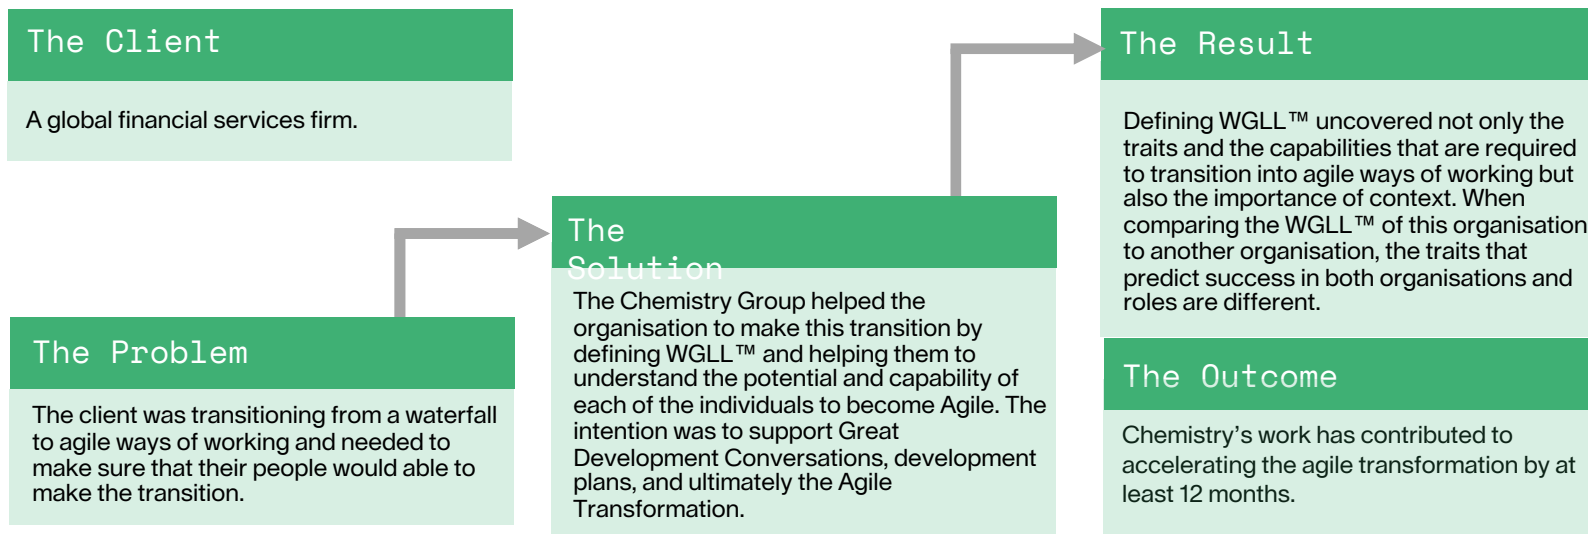 The Client
A global financial services firm.
The Problem
The client was transitioning from a waterfall
to agile ways of working and needed to
make sure that their people would able to
make the transition.
The
Solution
The Chemistry Group helped the
organisation to make this transition by
defining WGLL™ and helping them to
understand the potential and capability of
each of the individuals to become Agile. The
intention was to support Great
Development Conversations, development
plans, and ultimately the Agile
Transformation.
The Result
Defining WGLL™ uncovered not only the
traits and the capabilities that are required
to transition into agile ways of working but
also the importance of context. When
comparing the WGLL™ of this organisation
to another organisation, the traits that
predict success in both organisations and
roles are different.
The Outcome
Chemistry’s work has contributed to
accelerating the agile transformation by at
least 12 months.